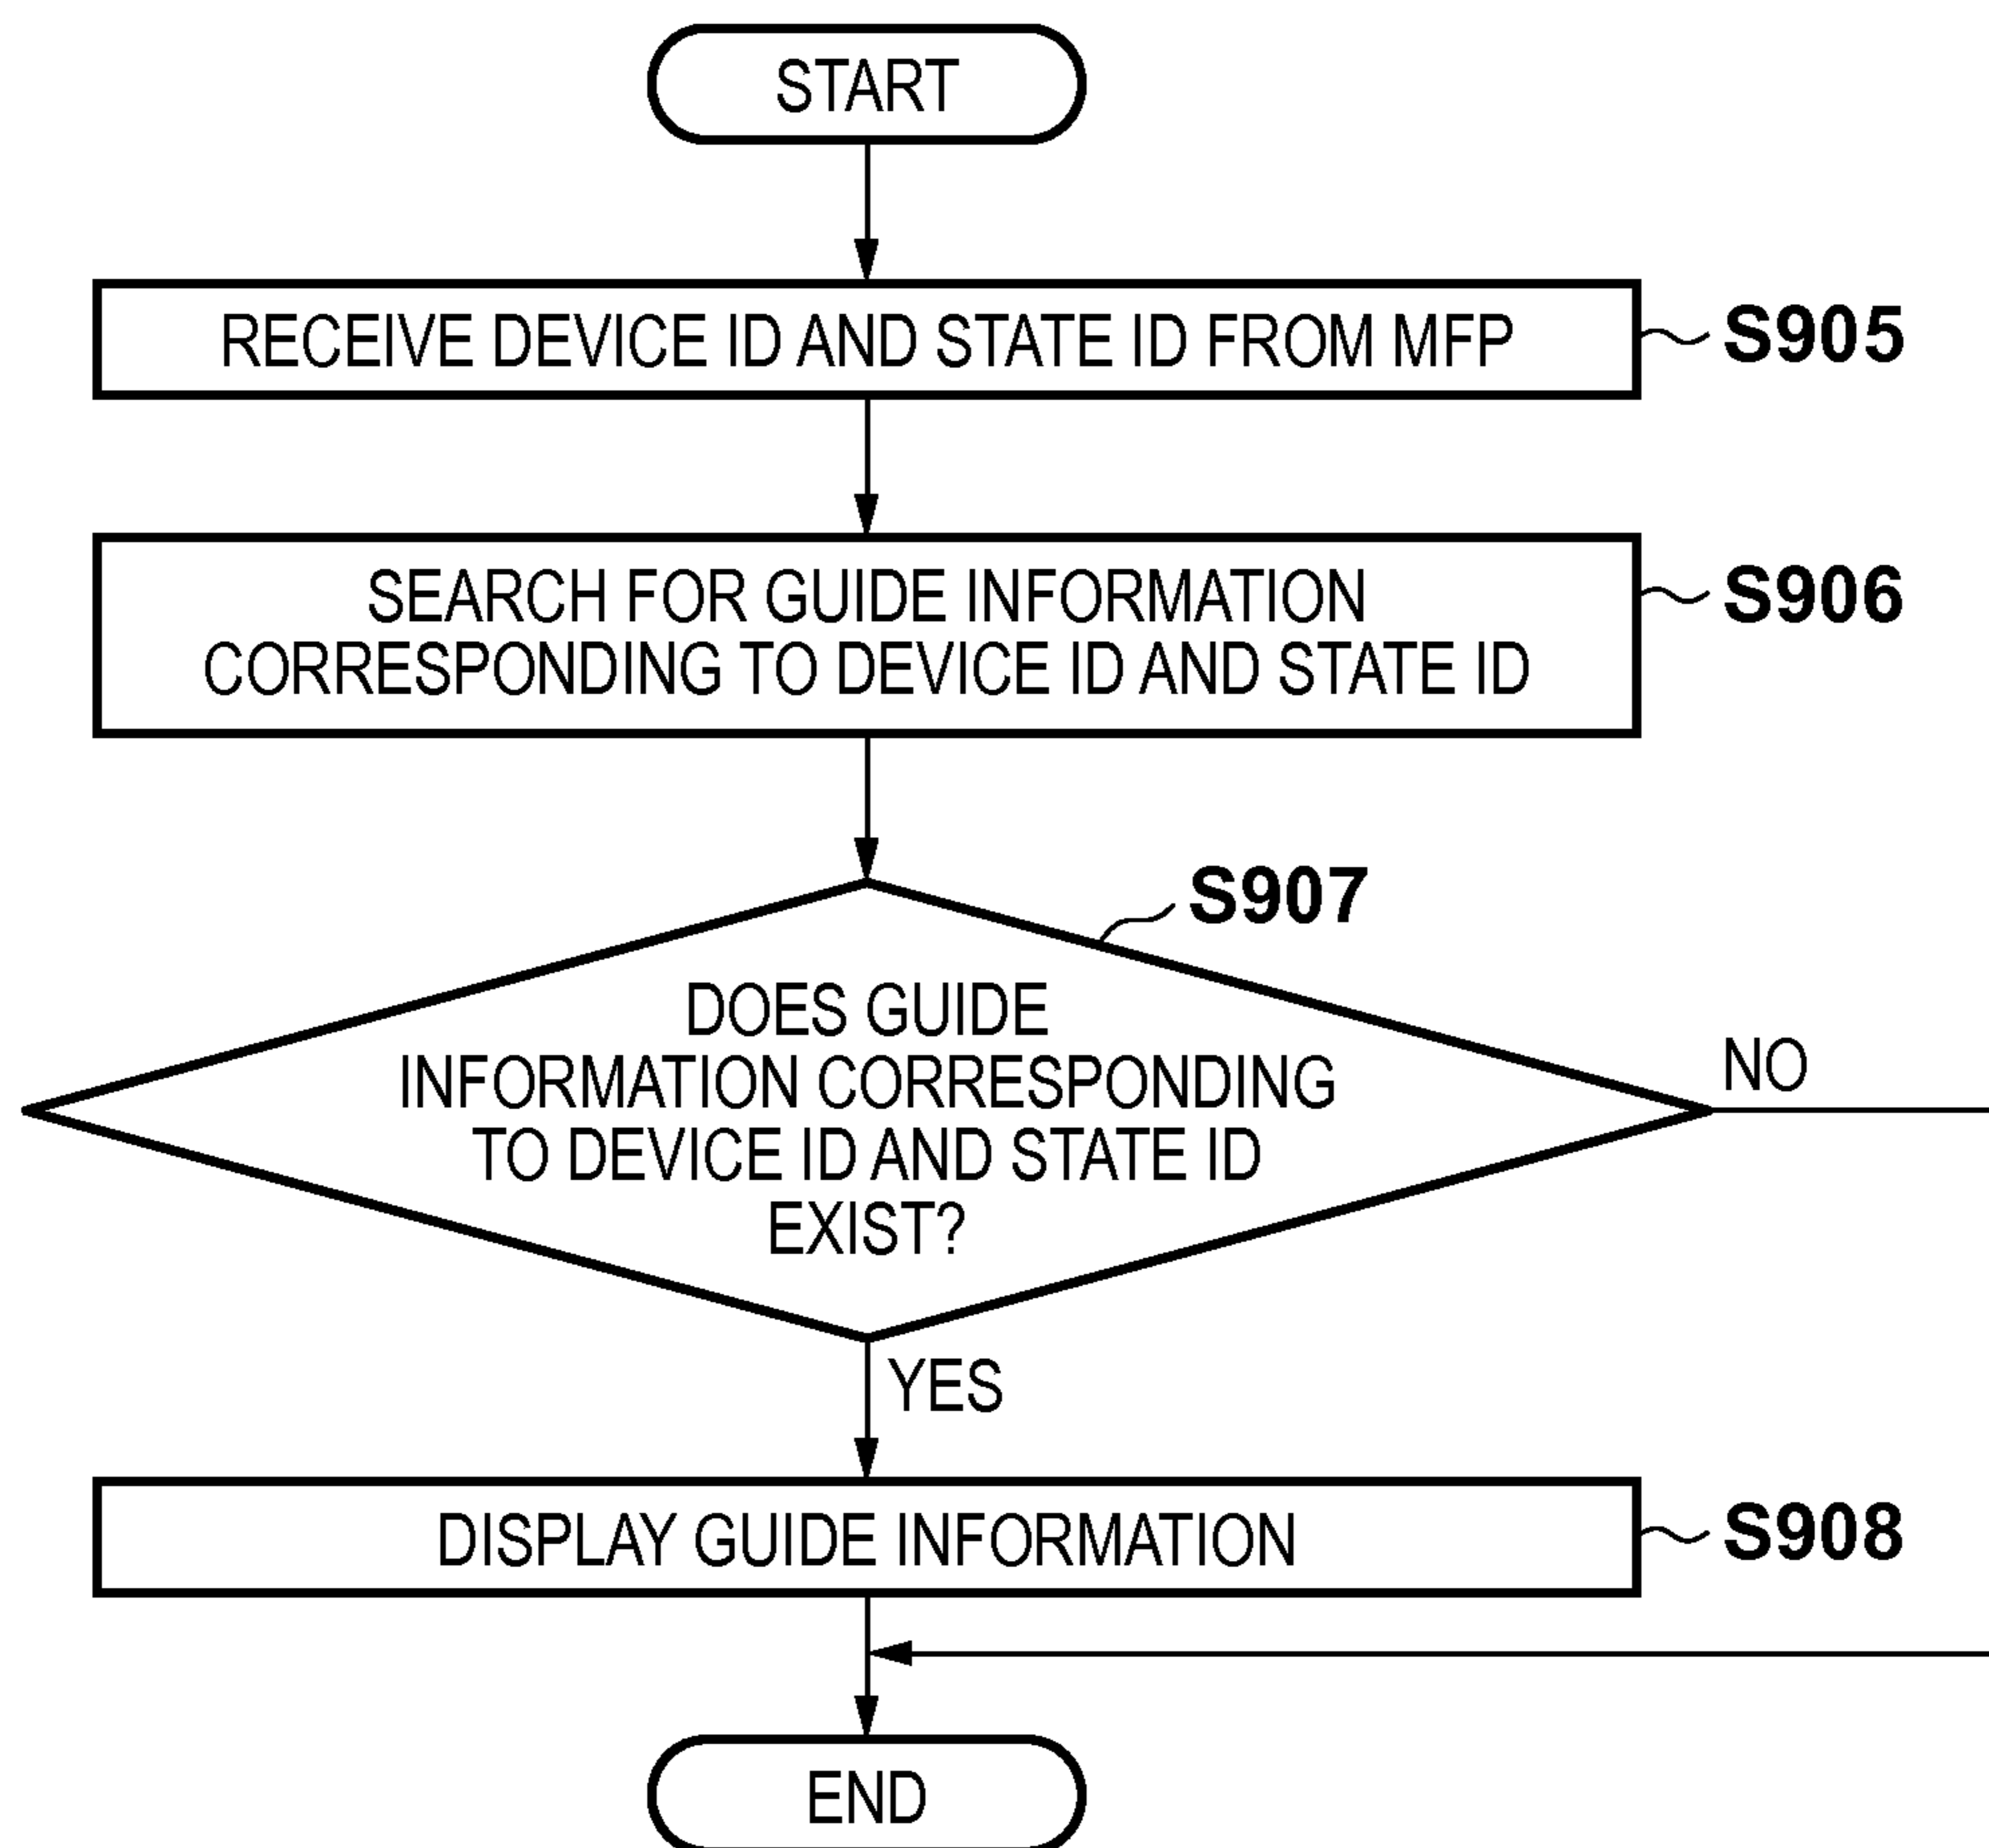 START
RECEIVE DEVICE ID AND STATE ID FROM MFP
S905
SEARCH FOR GUIDE INFORMATION
CORRESPONDING TO DEVICE ID AND STATE ID
S906
S907
DOES GUIDE
INFORMATION CORRESPONDING
TO DEVICE ID AND STATE ID
EXIST?
NO
YES
DISPLAY GUIDE INFORMATION
S908
END